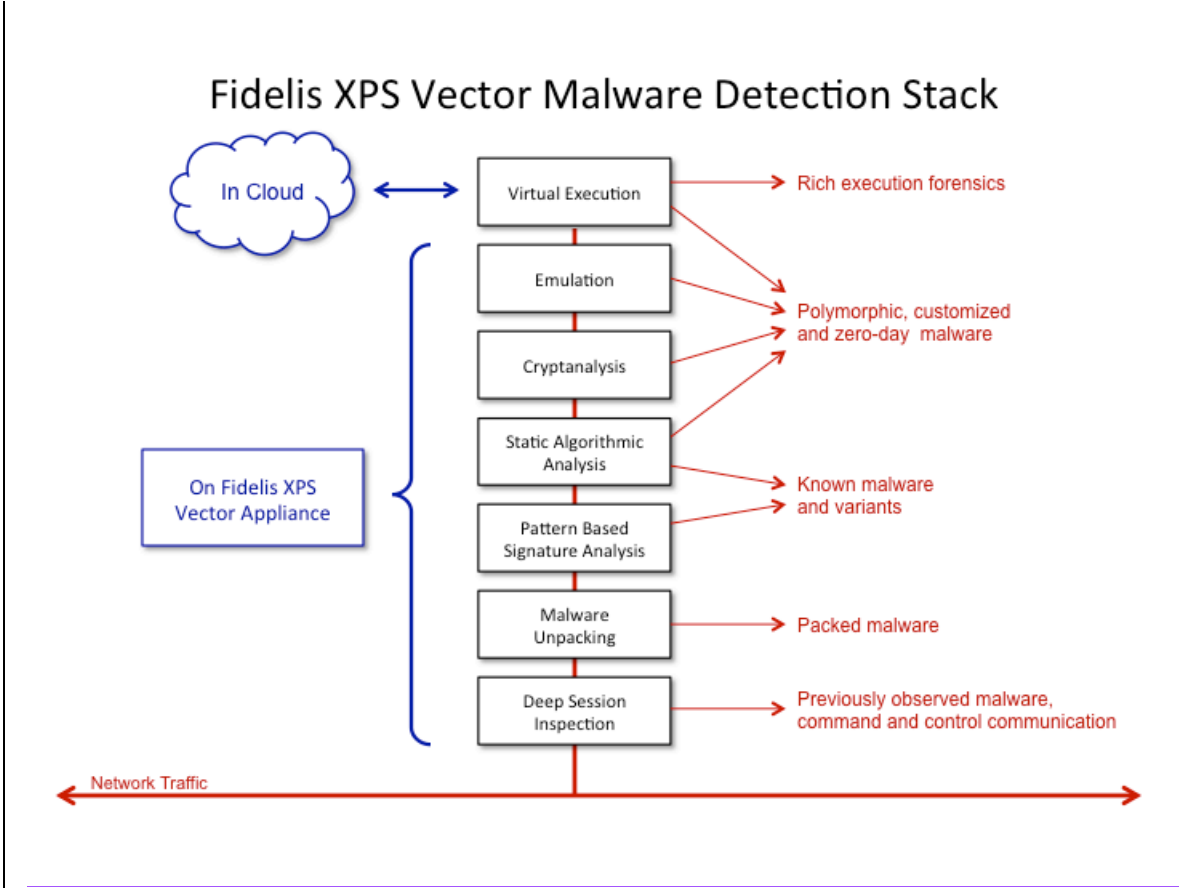 Fidelis XPS Vector Malware Detection Stack
In Cloud
Virtual Execution
Rich execution forensics
Emulation
Polymorphic, customized
and zero-day malware
Cryptanalysis
Static Algorithmic
Analysis
On Fidelis XPS
Vector Appliance
Known malware
and variants
Pattern Based
Signature Analysis
Malware
Unpacking
Packed malware
Deep Session
Inspection
Previously observed malware,
command and control communication
Network Traffic